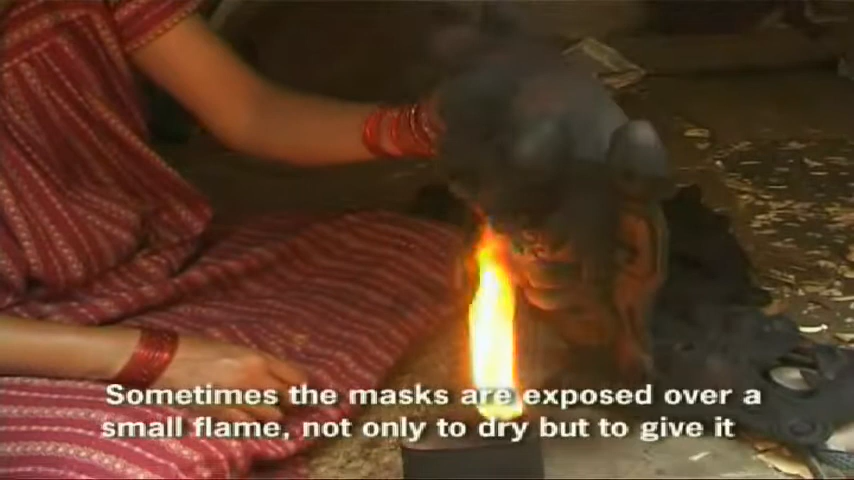 Sometimes the masks are exposed over a
small flame, not only to dry but to give it